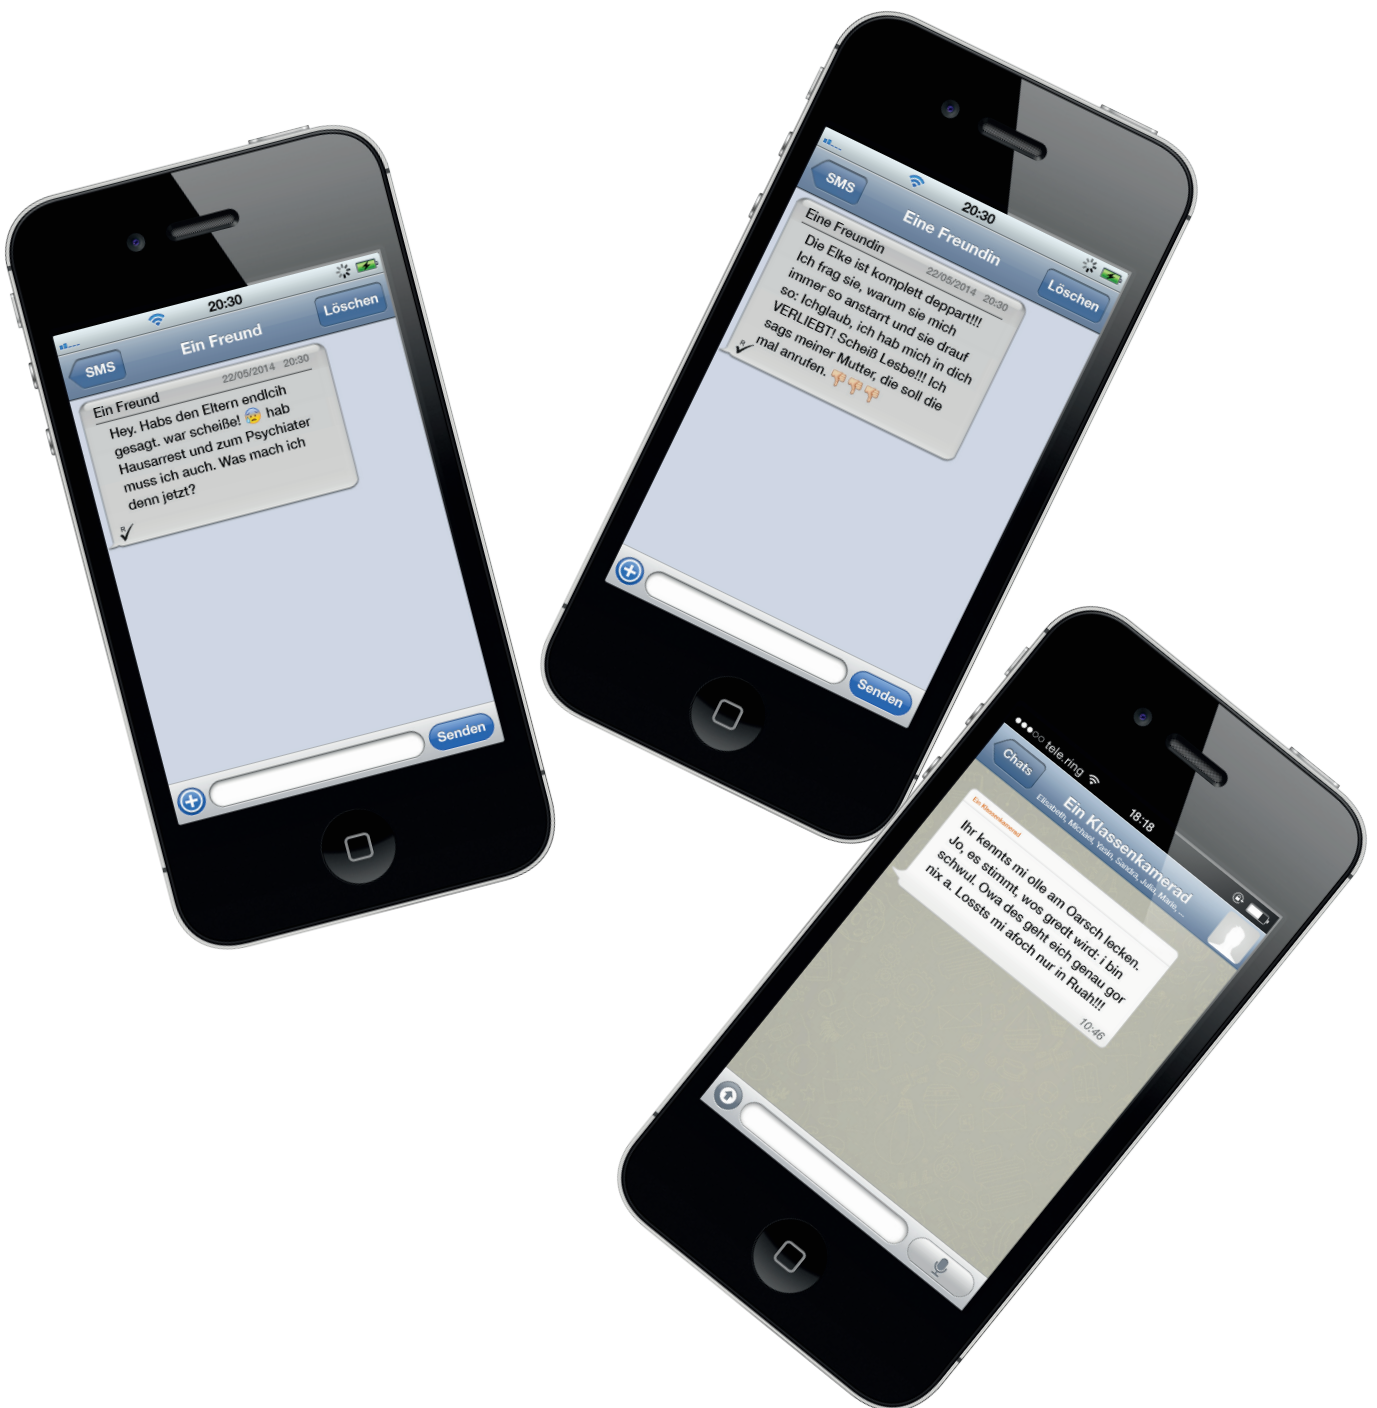 20:30
SMS
Ein Freund
Löschen
Ein Freund
22/05/2014 20:30
Hey. Habs den Eltern endlcih
gesagt. war scheiße! 😰 hab
Hausarrest und zum Psychiater
muss ich auch. Was mach ich
denn jetzt?
R
Senden
20:30
SMS
Eine Freundin
Löschen
Eine Freundin
22/05/2014 20:30
Die Elke ist komplett deppart!!!
Ich frag sie, warum sie mich
immer so anstarrt und sie drauf
so: Ichglaub, ich hab mich in dich
VERLIEBT! Scheiß Lesbe!!! Ich
sags meiner Mutter, die soll die
mal anrufen. 👎👎👎
R
Senden
tele.ring
18:18
Chats
Ein Klassenkamerad
Elisabeth, Michael, Yasin, Sandra, Julia, Mario, ...
Ein Klassenkamerad
Ihr kennts mi olle am Oarsch lecken.
Jo, es stimmt, wos gredt wird: i bin
schwul. Owa des geht eich genau gor
nix a. Lossts mi afoch nur in Ruah!!!
10:46